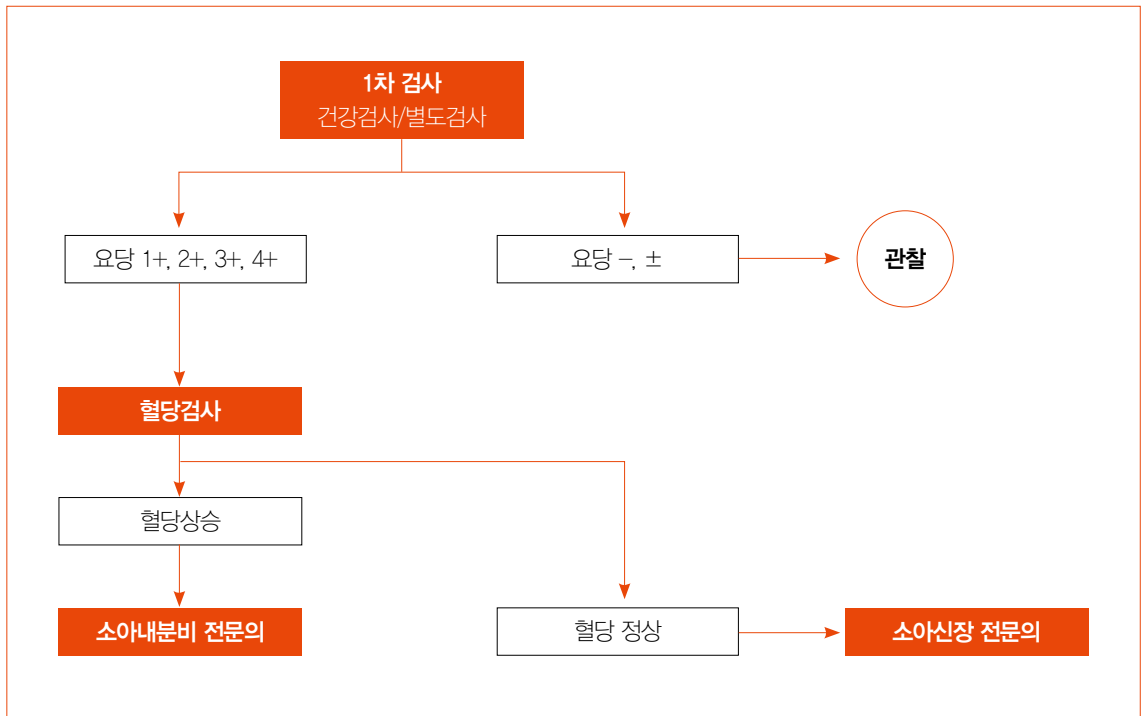 1차 검사
건강검사/별도검사
요당 1+, 2+, 3+, 4+
요당 –, ±
관찰
혈당검사
혈당상승
소아내분비 전문의
혈당 정상
소아신장 전문의